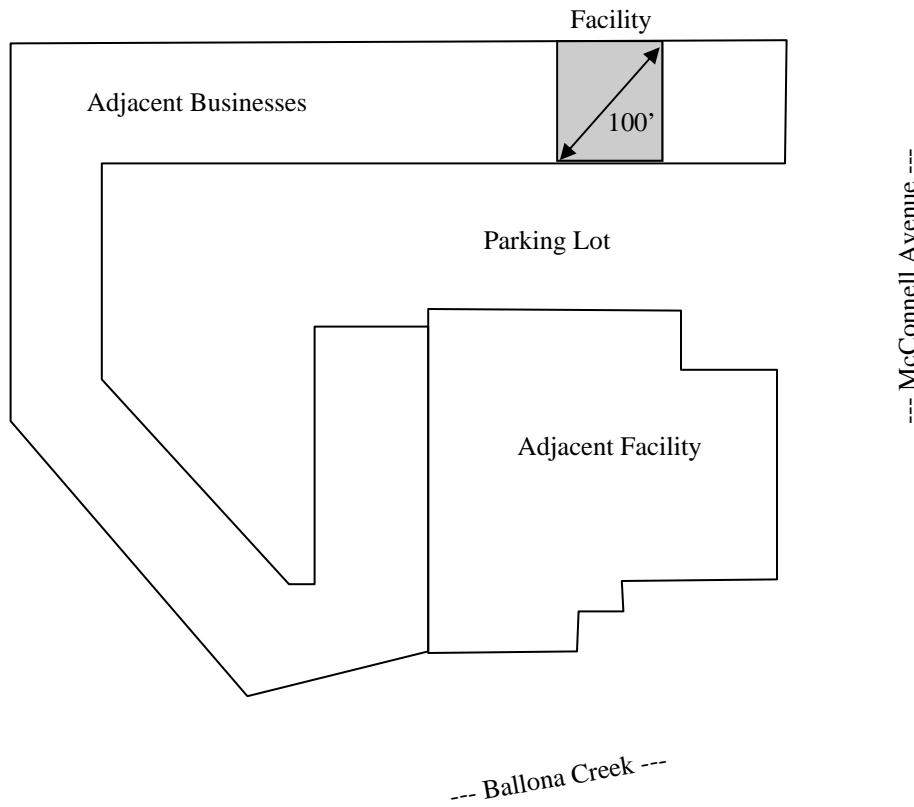 Facility
Adjacent Businesses
100’
--- McConnell Avenue ---
Parking Lot
Adjacent Facility
--- Ballona Creek ---